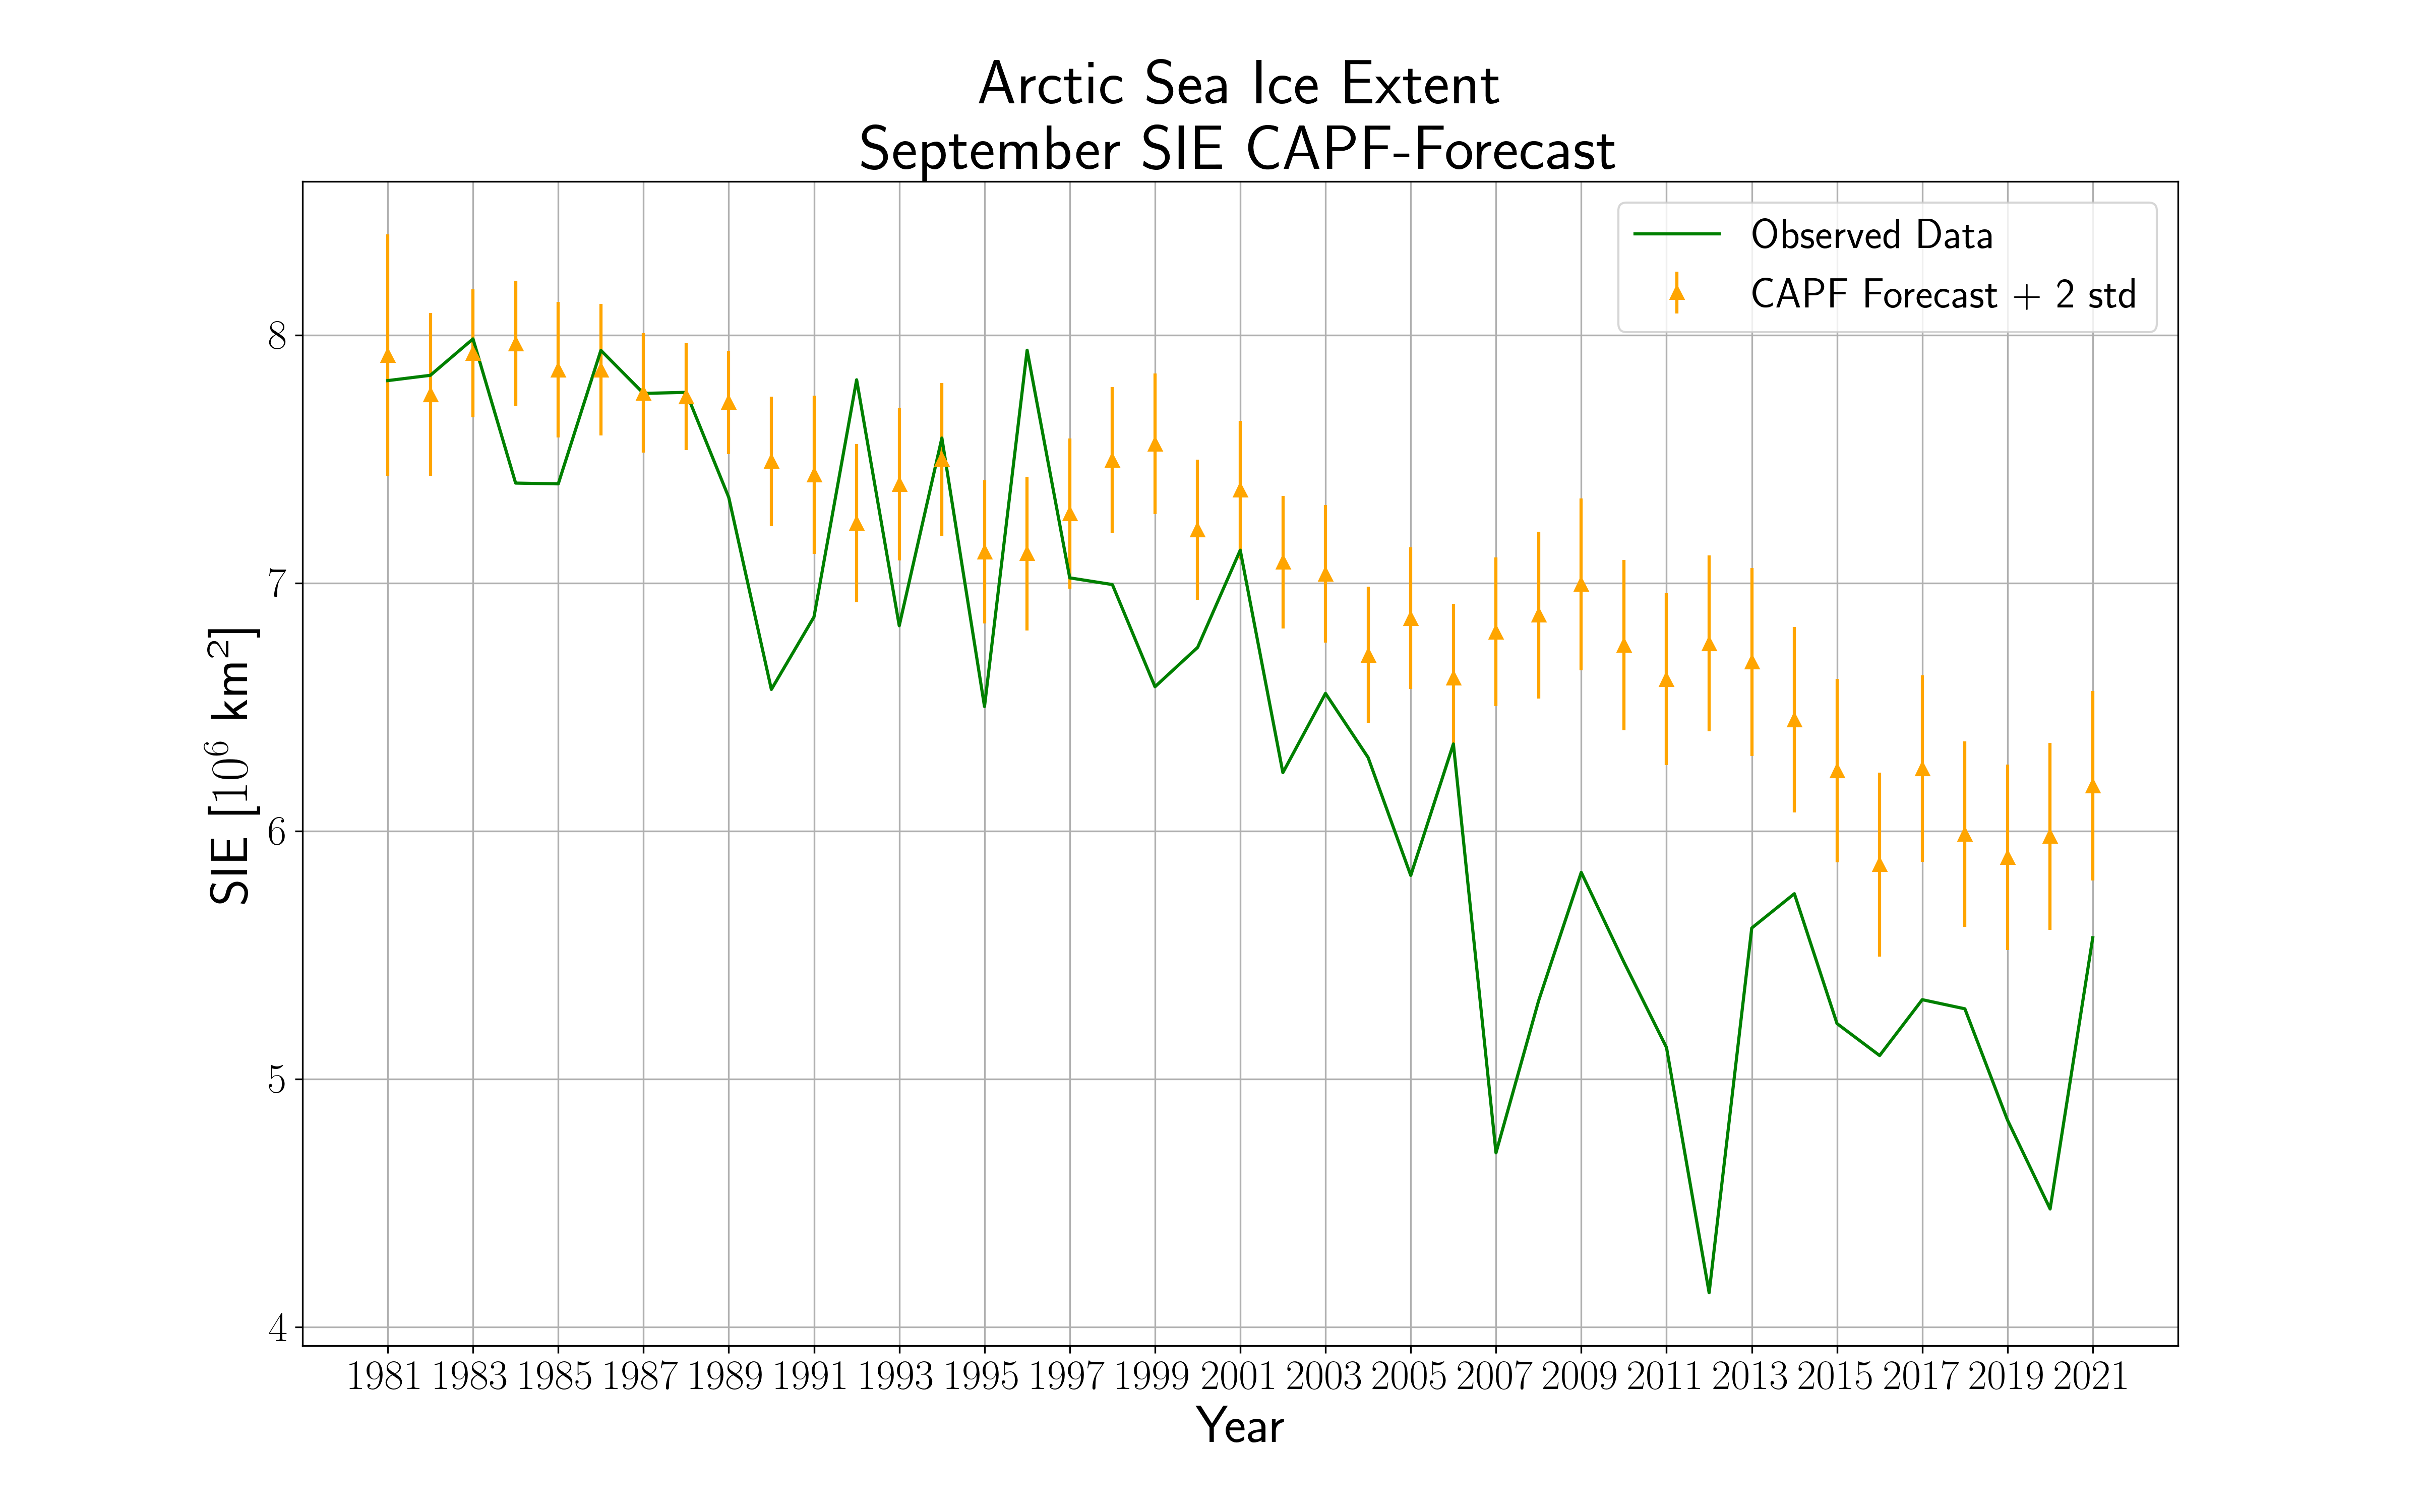 Arctic Sea Ice Extent
September SIE CAPF-Forecast
Observed Data
CAPF Forecast + 2 std
8
7
6
5
4
SIE [10⁶ km²]
1981 1983 1985 1987 1989 1991 1993 1995 1997 1999 2001 2003 2005 2007 2009 2011 2013 2015 2017 2019 2021
Year